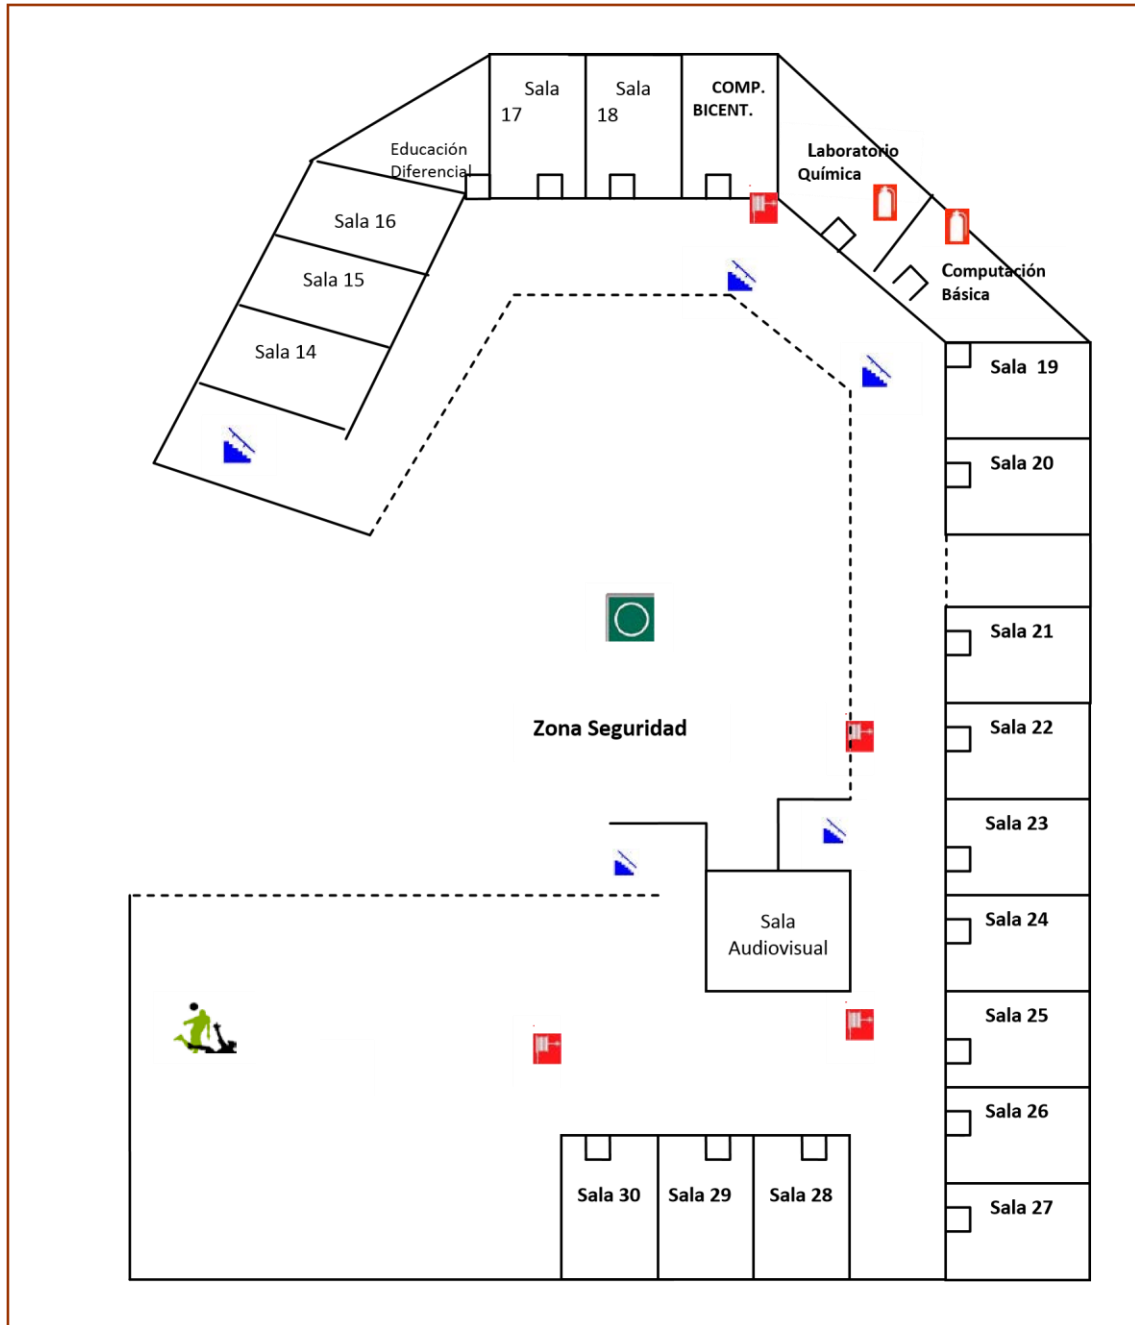 Sala
17
Sala
18
COMP.
BICENT.
Educación
Diferencial
Laboratorio
Química
Sala 16
Computación
Básica
Sala 15
Sala 14
Sala 19
Sala 20
Sala 21
Zona Seguridad
Sala 22
Sala 23
Sala
Audiovisual
Sala 24
Sala 25
Sala 26
Sala 30
Sala 29
Sala 28
Sala 27